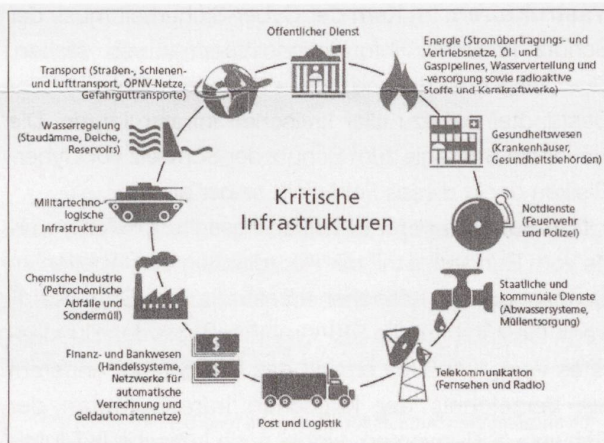 Öffentlicher Dienst
Energie (Stromübertragungs- und
Vertriebsnetze, Öl- und
Gaspipelines, Wasserverteilung und
-versorgung sowie radioaktive
Stoffe und Kernkraftwerke)
Gesundheitswesen
(Krankenhäuser,
Gesundheitsbehörden)
Notdienste
(Feuerwehr
und Polizei)
Staatliche und
kommunale Dienste
(Abwassersysteme,
Müllentsorgung)
Telekommunikation
(Fernsehen und Radio)
Post und Logistik
Finanz- und Bankwesen
(Handelssysteme,
Netzwerke für
automatische
Verrechnung und
Geldautomatennetze)
$
$
Chemische Industrie
(Petrochemische
Abfälle und
Sondermüll)
Militärtechno-
logische
Infrastruktur
Wasserregelung
(Staudämme, Deiche,
Reservoirs)
Transport (Straßen-, Schienen-
und Lufttransport, ÖPNV-Netze,
Gefahrguttransporte)
Kritische
Infrastrukturen